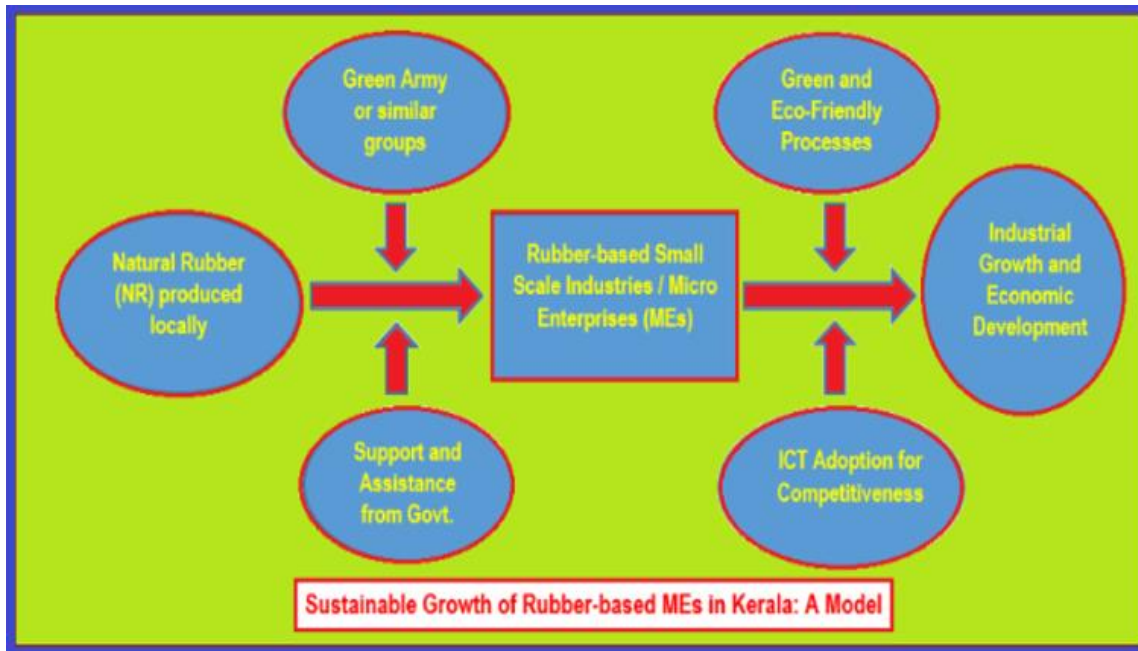 Green Army
or similar
groups
Green and
Eco-Friendly
Processes
Natural Rubber
(NR) produced
locally
Rubber-based Small
Scale Industries / Micro
Enterprises (MEs)
Industrial
Growth and
Economic
Development
Support and
Assistance
from Govt.
ICT Adoption for
Competitiveness
Sustainable Growth of Rubber-based MEs in Kerala: A Model